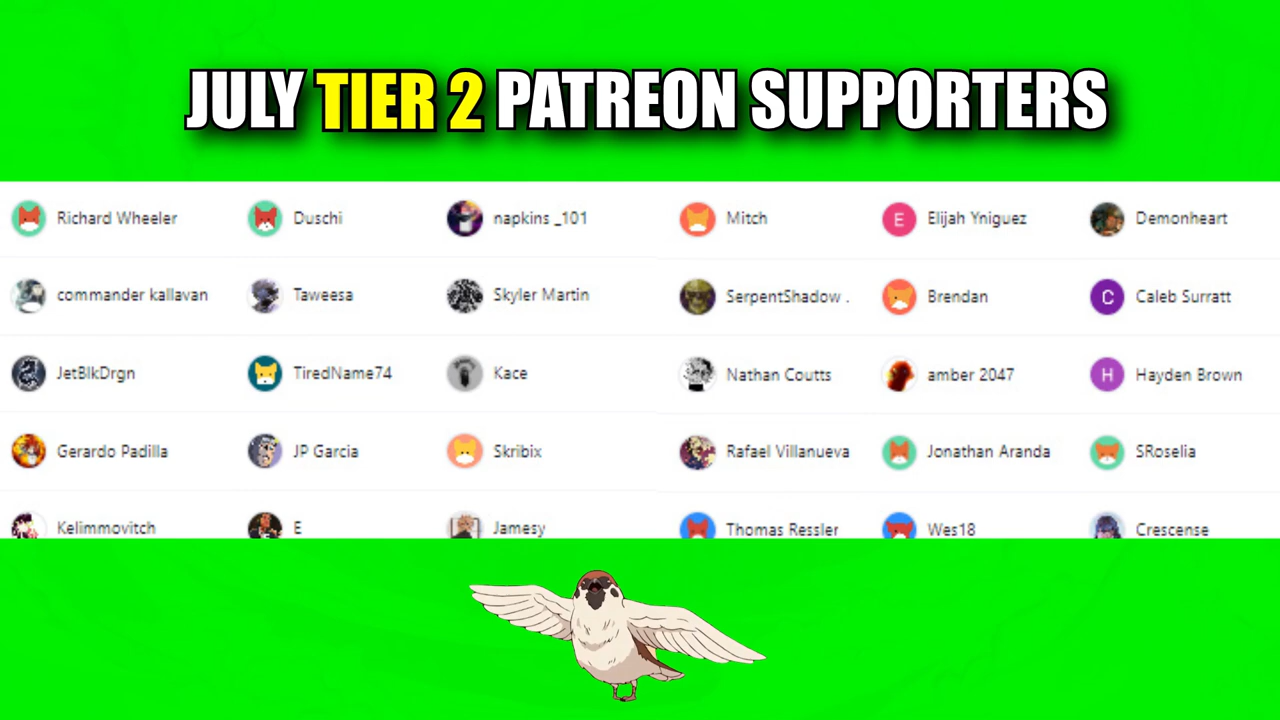 JULY TIER 2 PATREON SUPPORTERS
Richard Wheeler Duschi napkins _101 Mitch Elijah Yniguez Demonheart
E
commander kallavan Taweesa Skyler Martin SerpentShadow . Brendan Caleb Surratt
C
JetBlkDrgn TiredName74 Kace Nathan Coutts amber 2047 Hayden Brown
H
Gerardo Padilla JP Garcia Skribix Rafael Villanueva Jonathan Aranda SRoselia
Kelimmovitch E Jamesy Thomas Ressler Wes18 Crescense